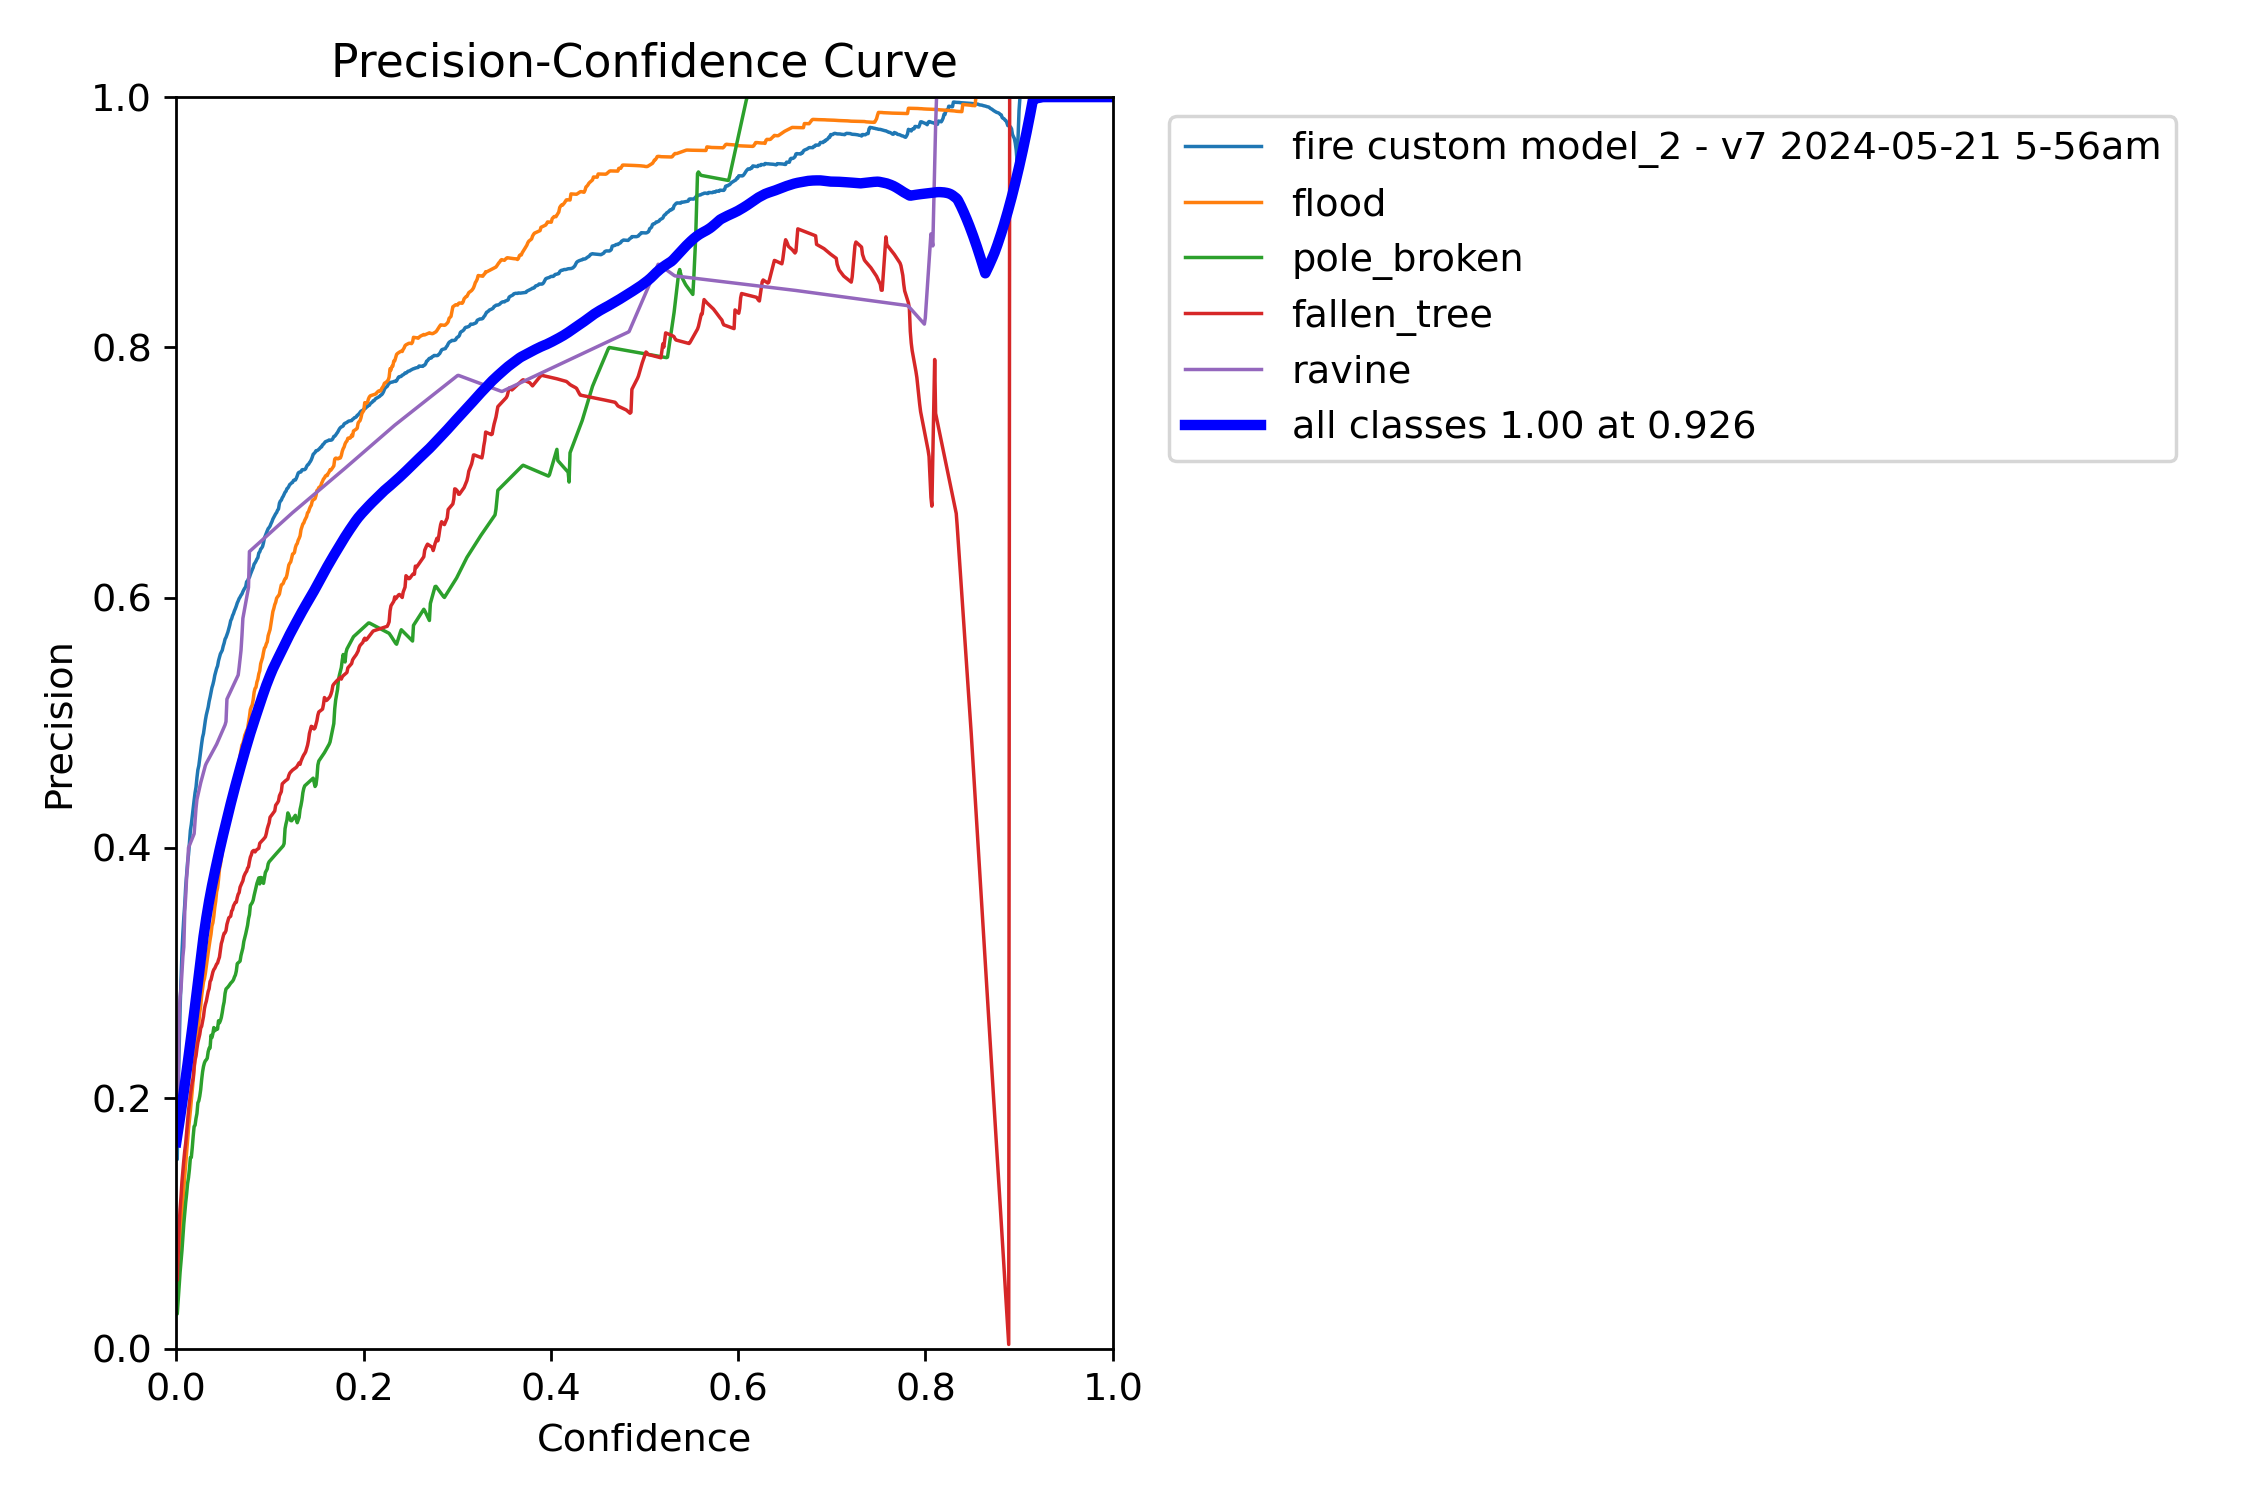 Precision-Confidence Curve
1.0
0.8
0.6
0.4
0.2
0.0
Precision
0.0 0.2 0.4 0.6 0.8 1.0
Confidence
fire custom model_2 - v7 2024-05-21 5-56am
flood
pole_broken
fallen_tree
ravine
all classes 1.00 at 0.926